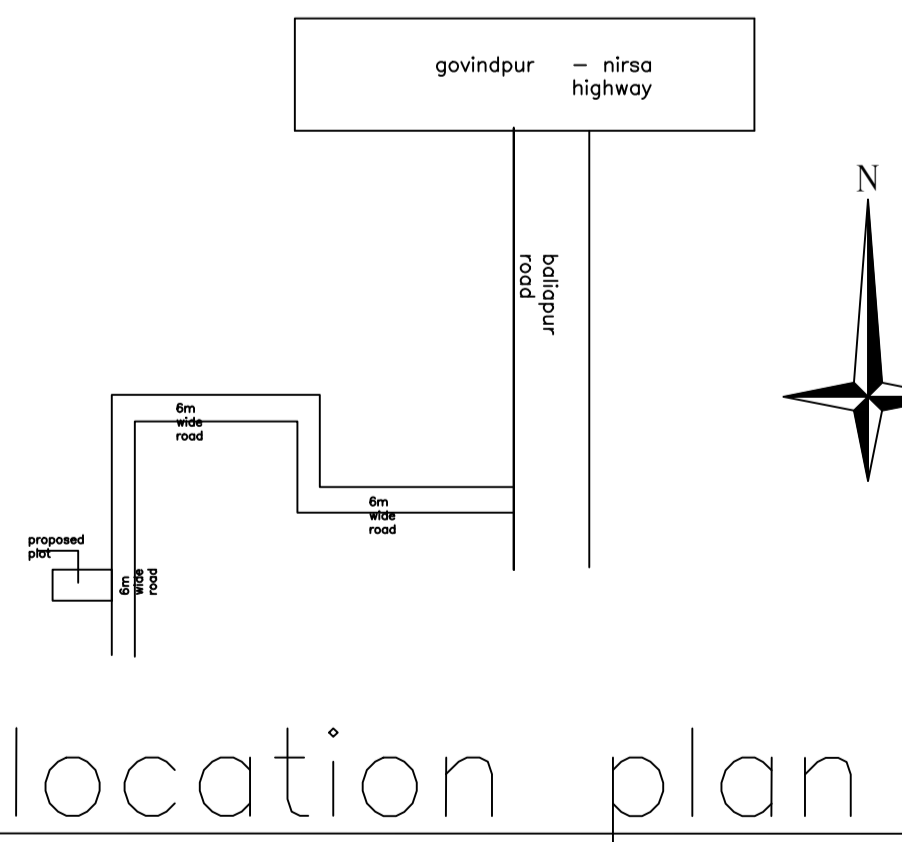 govindpur – nirsa
highway
N
baliapur
road
6m
wide
road
6m
wide
road
proposed
plot
6m
wide
road
location plan